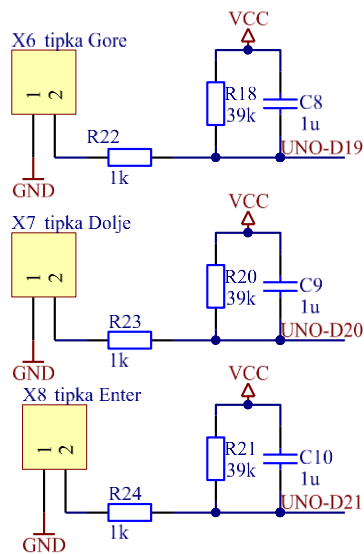 X6 tipka Gore
VCC
1
2
R18
39k
C8
1u
R22
1k
UNO-D19
GND
X7 tipka Dolje
VCC
1
2
R20
39k
C9
1u
R23
1k
UNO-D20
GND
X8 tipka Enter
VCC
1
2
R21
39k
C10
1u
R24
1k
UNO-D21
GND